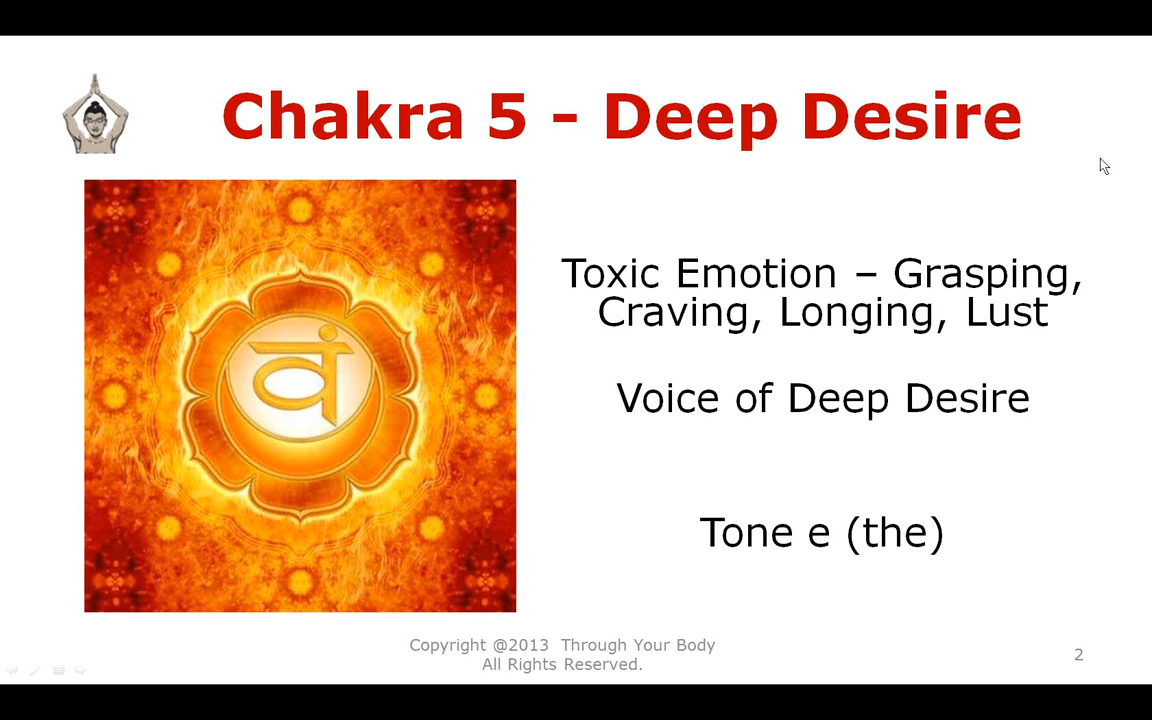 Chakra 5 - Deep Desire
वं
Toxic Emotion – Grasping,
Craving, Longing, Lust
Voice of Deep Desire
Tone e (the)
Copyright @2013  Through Your Body
All Rights Reserved.
2